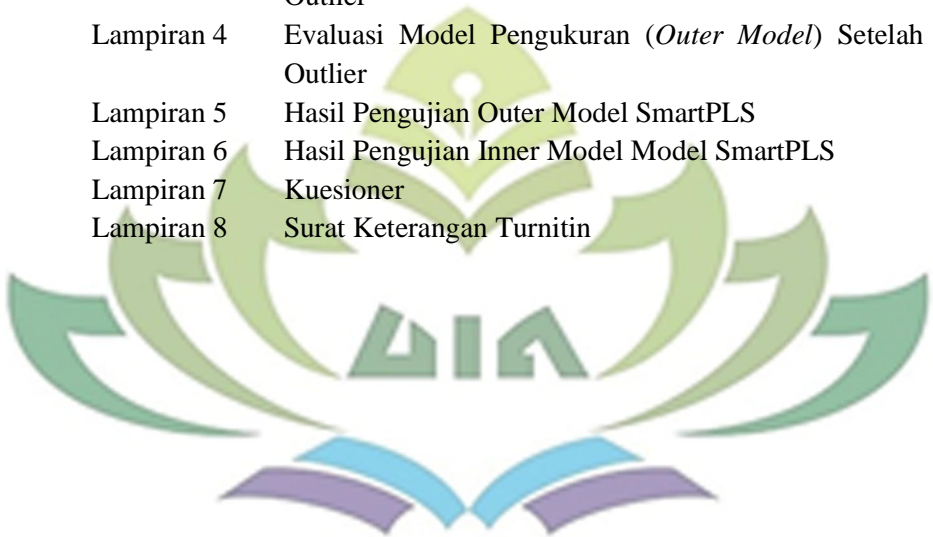 Outlier
Lampiran 4 Evaluasi Model Pengukuran (Outer Model) Setelah
Outlier
Lampiran 5 Hasil Pengujian Outer Model SmartPLS
Lampiran 6 Hasil Pengujian Inner Model Model SmartPLS
Lampiran 7 Kuesioner
Lampiran 8 Surat Keterangan Turnitin
UIN